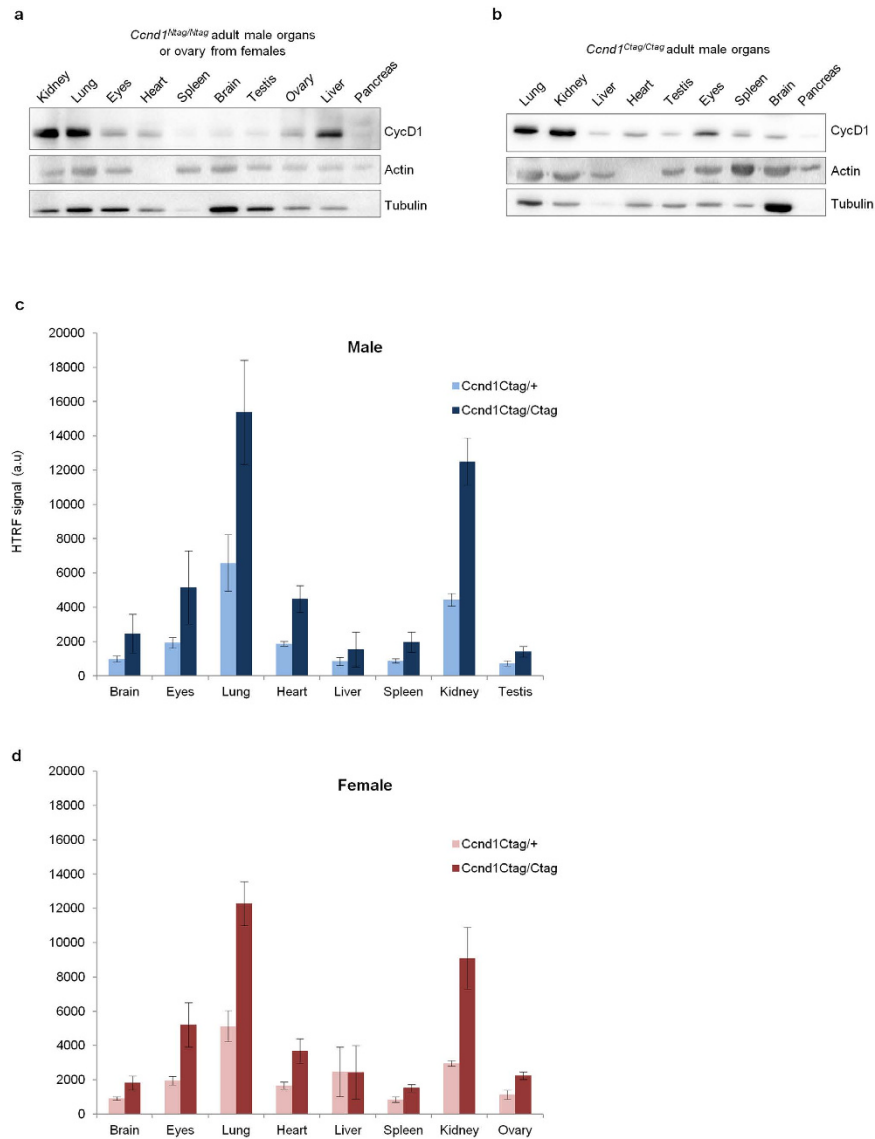 a
Ccnd1Ntag/Ntag adult male organs
or ovary from females
Kidney Lung Eyes Heart Spleen Brain Testis Ovary Liver Pancreas
CycD1
Actin
Tubulin
b
Ccnd1Ctag/Ctag adult male organs
Lung Kidney Liver Heart Testis Eyes Spleen Brain Pancreas
CycD1
Actin
Tubulin
c
Male
20000
18000
16000
14000
12000
10000
8000
6000
4000
2000
0
HTRF signal (a.u)
Ccnd1Ctag/+
Ccnd1Ctag/Ctag
Brain Eyes Lung Heart Liver Spleen Kidney Testis
d
Female
20000
18000
16000
14000
12000
10000
8000
6000
4000
2000
0
Ccnd1Ctag/+
Ccnd1Ctag/Ctag
Brain Eyes Lung Heart Liver Spleen Kidney Ovary